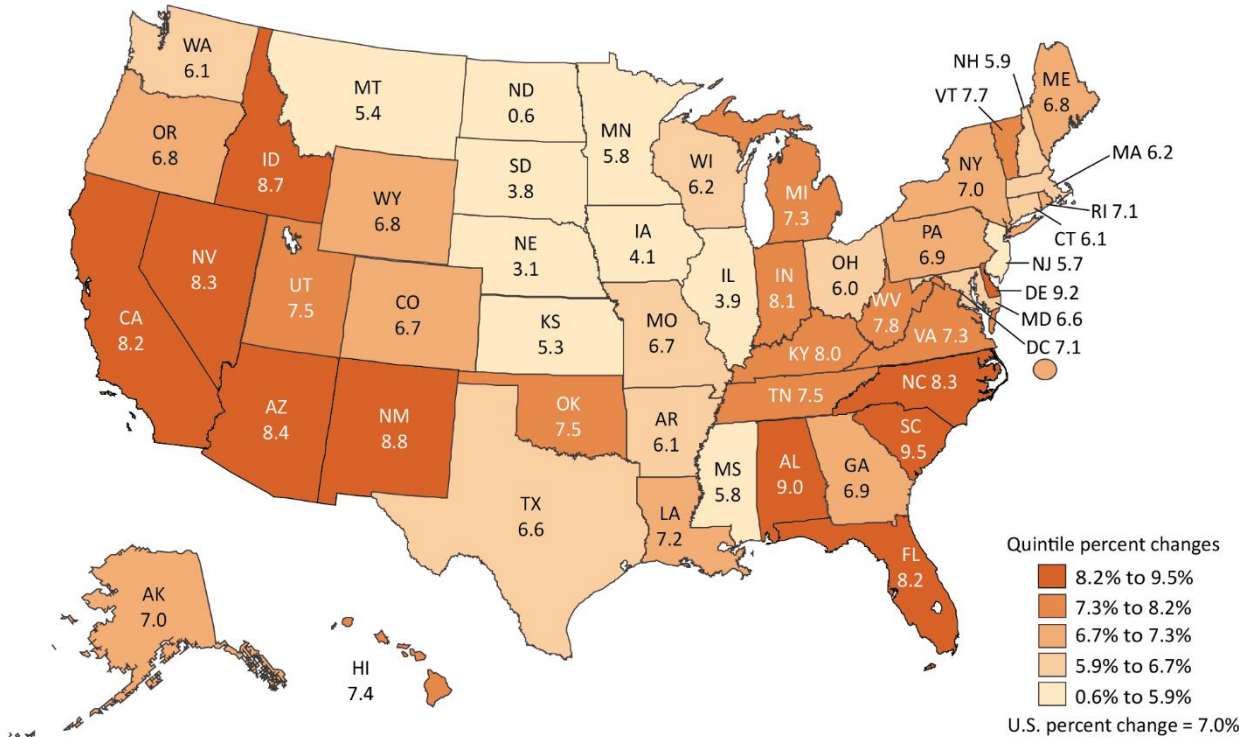 WA
6.1
OR
6.8
CA
8.2
ID
8.7
NV
8.3
MT
5.4
WY
6.8
UT
7.5
CO
6.7
AZ
8.4
NM
8.8
ND
0.6
SD
3.8
NE
3.1
KS
5.3
OK
7.5
TX
6.6
MN
5.8
IA
4.1
MO
6.7
AR
6.1
LA
7.2
WI
6.2
IL
3.9
MS
5.8
MI
7.3
IN
8.1
OH
6.0
KY 8.0
TN 7.5
AL
9.0
GA
6.9
FL
8.2
SC
9.5
NC 8.3
VA 7.3
WV
7.8
PA
6.9
NY
7.0
VT 7.7
NH 5.9
ME
6.8
MA 6.2
RI 7.1
CT 6.1
NJ 5.7
DE 9.2
MD 6.6
DC 7.1
AK
7.0
HI
7.4
Quintile percent changes
8.2% to 9.5%
7.3% to 8.2%
6.7% to 7.3%
5.9% to 6.7%
0.6% to 5.9%
U.S. percent change = 7.0%